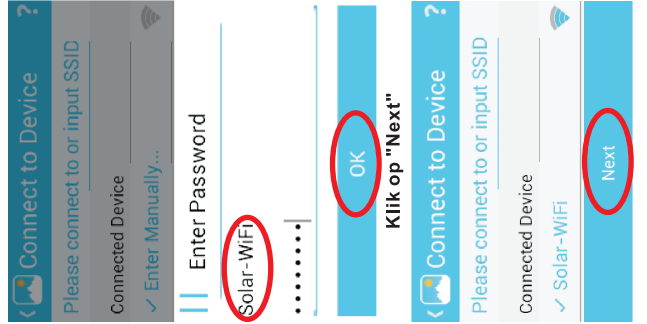 Connect to Device ?
Please connect to or input SSID
Connected Device
✓ Enter Manually...
Enter Password
Solar-WiFi
••••••••
OK
Klik op "Next"
Connect to Device ?
Please connect to or input SSID
Connected Device
✓ Solar-WiFi
Next